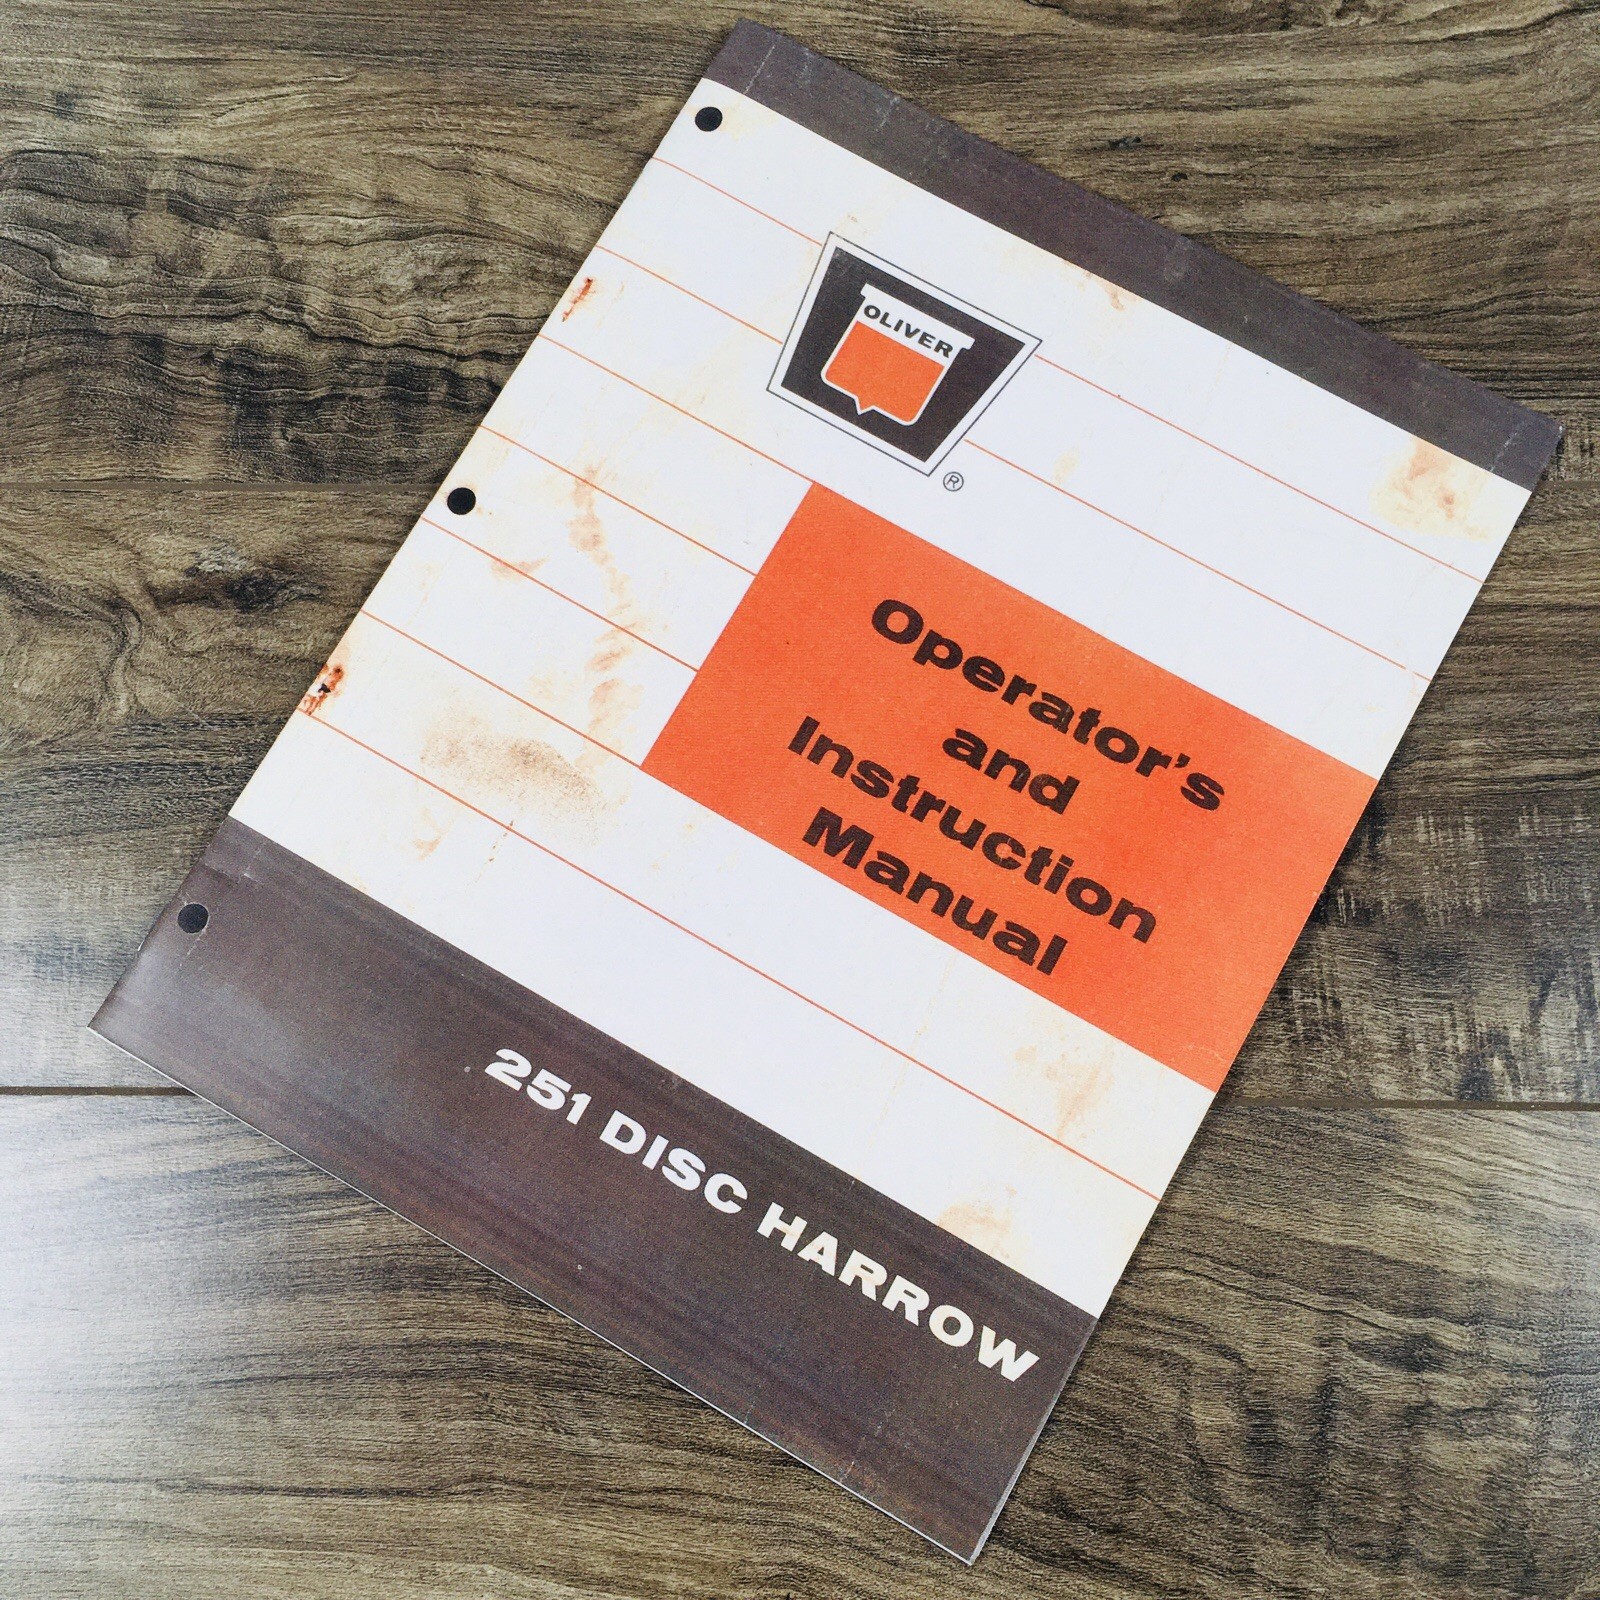 OLIVER
®
Operator's
and
Instruction
Manual
251 DISC HARROW